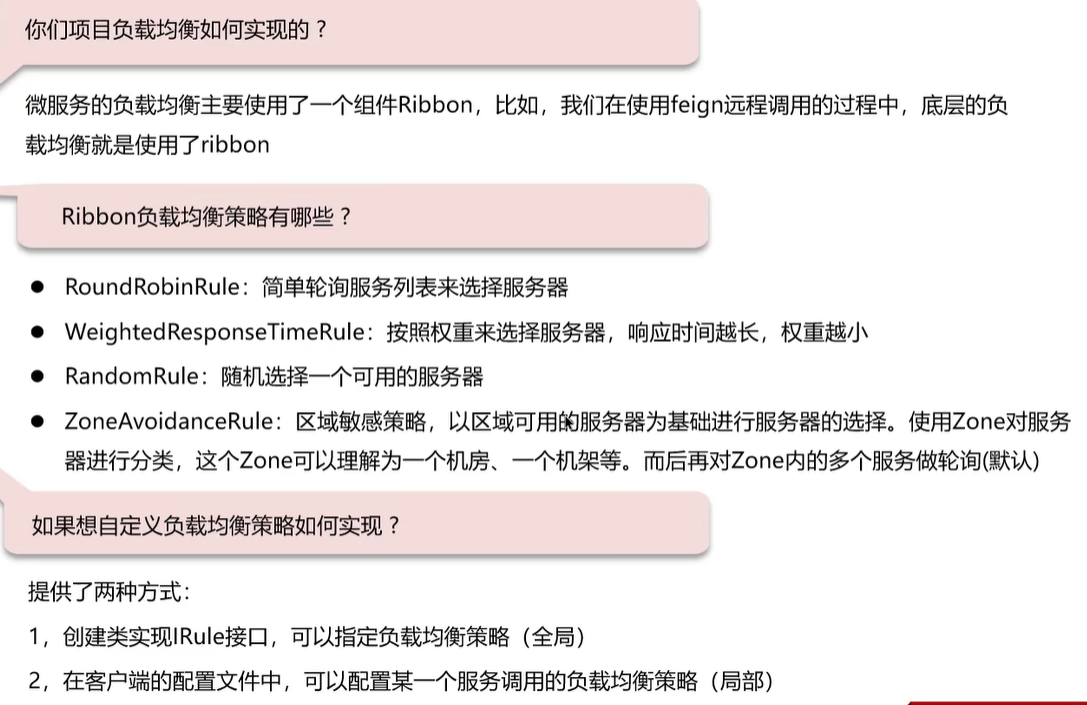 你们项目负载均衡如何实现的？
微服务的负载均衡主要使用了一个组件Ribbon，比如，我们在使用feign远程调用的过程中，底层的负
载均衡就是使用了ribbon
Ribbon负载均衡策略有哪些？
● RoundRobinRule：简单轮询服务列表来选择服务器
● WeightedResponseTimeRule：按照权重来选择服务器，响应时间越长，权重越小
● RandomRule：随机选择一个可用的服务器
● ZoneAvoidanceRule：区域敏感策略，以区域可用的服务器为基础进行服务器的选择。使用Zone对服务
器进行分类，这个Zone可以理解为一个机房、一个机架等。而后再对Zone内的多个服务做轮询(默认)
如果想自定义负载均衡策略如何实现？
提供了两种方式：
1，创建类实现IRule接口，可以指定负载均衡策略（全局）
2，在客户端的配置文件中，可以配置某一个服务调用的负载均衡策略（局部）